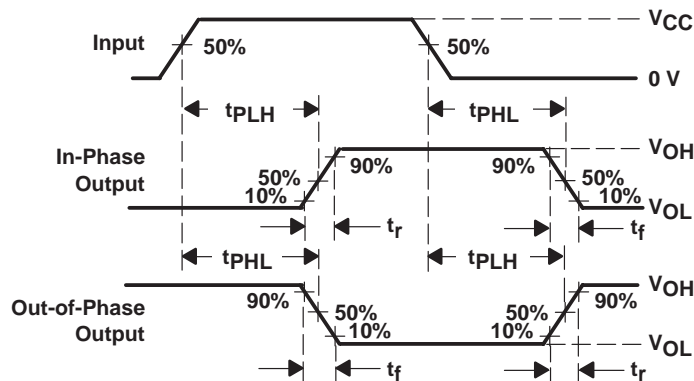 VCC
Input
50%
50%
0 V
tPLH
tPHL
In-Phase
Output
VOH
90%
90%
50%
50%
10%
10%
VOL
tr
tf
tPHL
tPLH
Out-of-Phase
Output
VOH
90%
90%
50%
50%
10%
10%
VOL
tf
tr